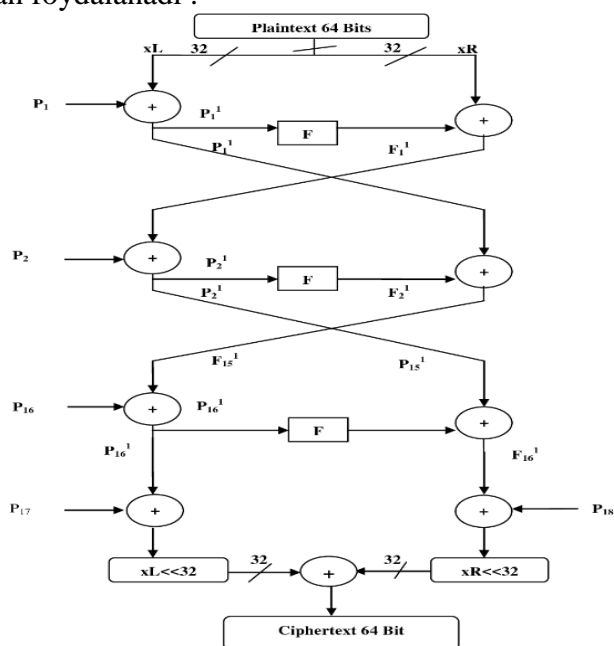 foydalanadi .
Plaintext 64 Bits
xL 32 32 xR
P₁ + P₁¹ F +
P₁¹ F₁¹
P₂ + P₂¹ F +
P₂¹ F₂¹
F₁₅¹ P₁₅¹
P₁₆ + P₁₆¹ F +
P₁₆¹ F₁₆¹
P₁₇ + + P₁₈
xL<<32 32 + 32 xR<<32
Ciphertext 64 Bit